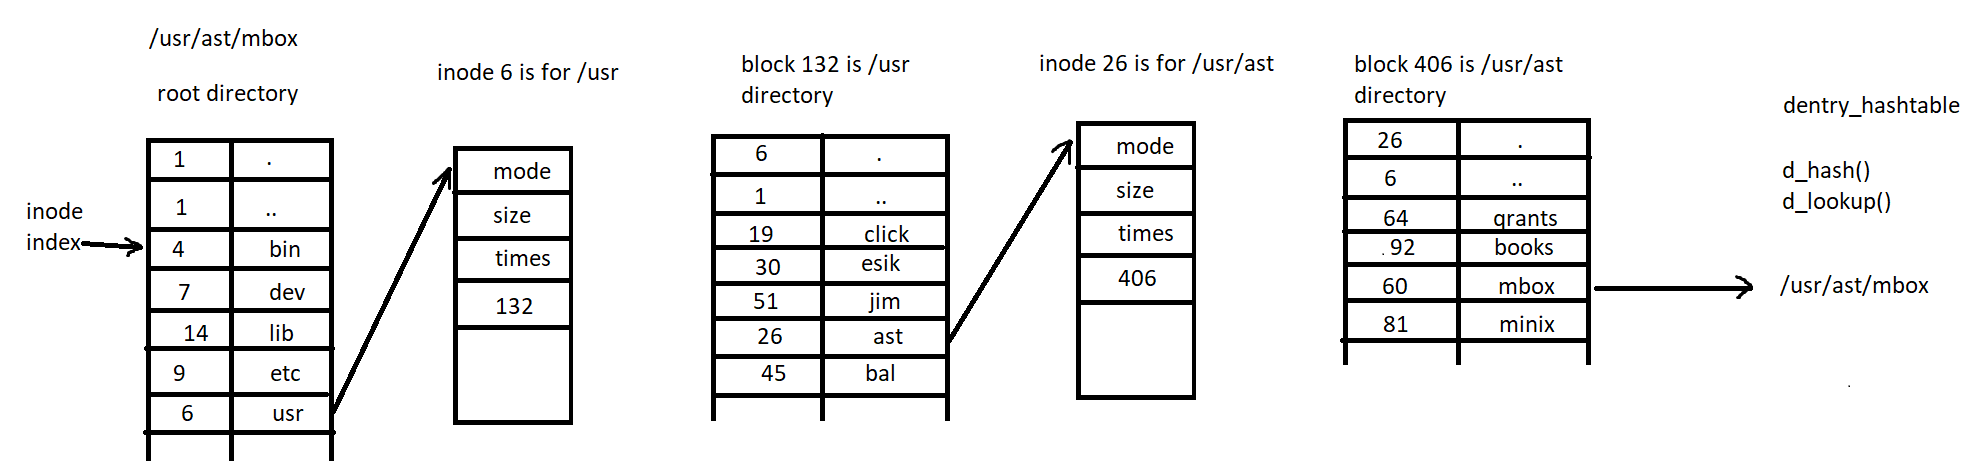 /usr/ast/mbox
root directory
inode
index
1 .
1 ..
4 bin
7 dev
14 lib
9 etc
6 usr
inode 6 is for /usr
mode
size
times
132
block 132 is /usr
directory
6 .
1 ..
19 click
30 esik
51 jim
26 ast
45 bal
inode 26 is for /usr/ast
mode
size
times
406
block 406 is /usr/ast
directory
26 .
6 ..
64 qrants
.92 books
60 mbox
81 minix
dentry_hashtable
d_hash()
d_lookup()
/usr/ast/mbox